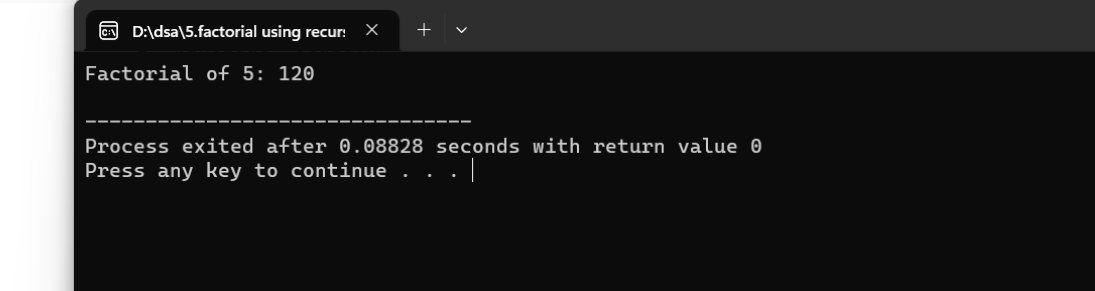 D:\dsa\5.factorial using recur
Factorial of 5: 120
--------------------------------
Process exited after 0.08828 seconds with return value 0
Press any key to continue . . .